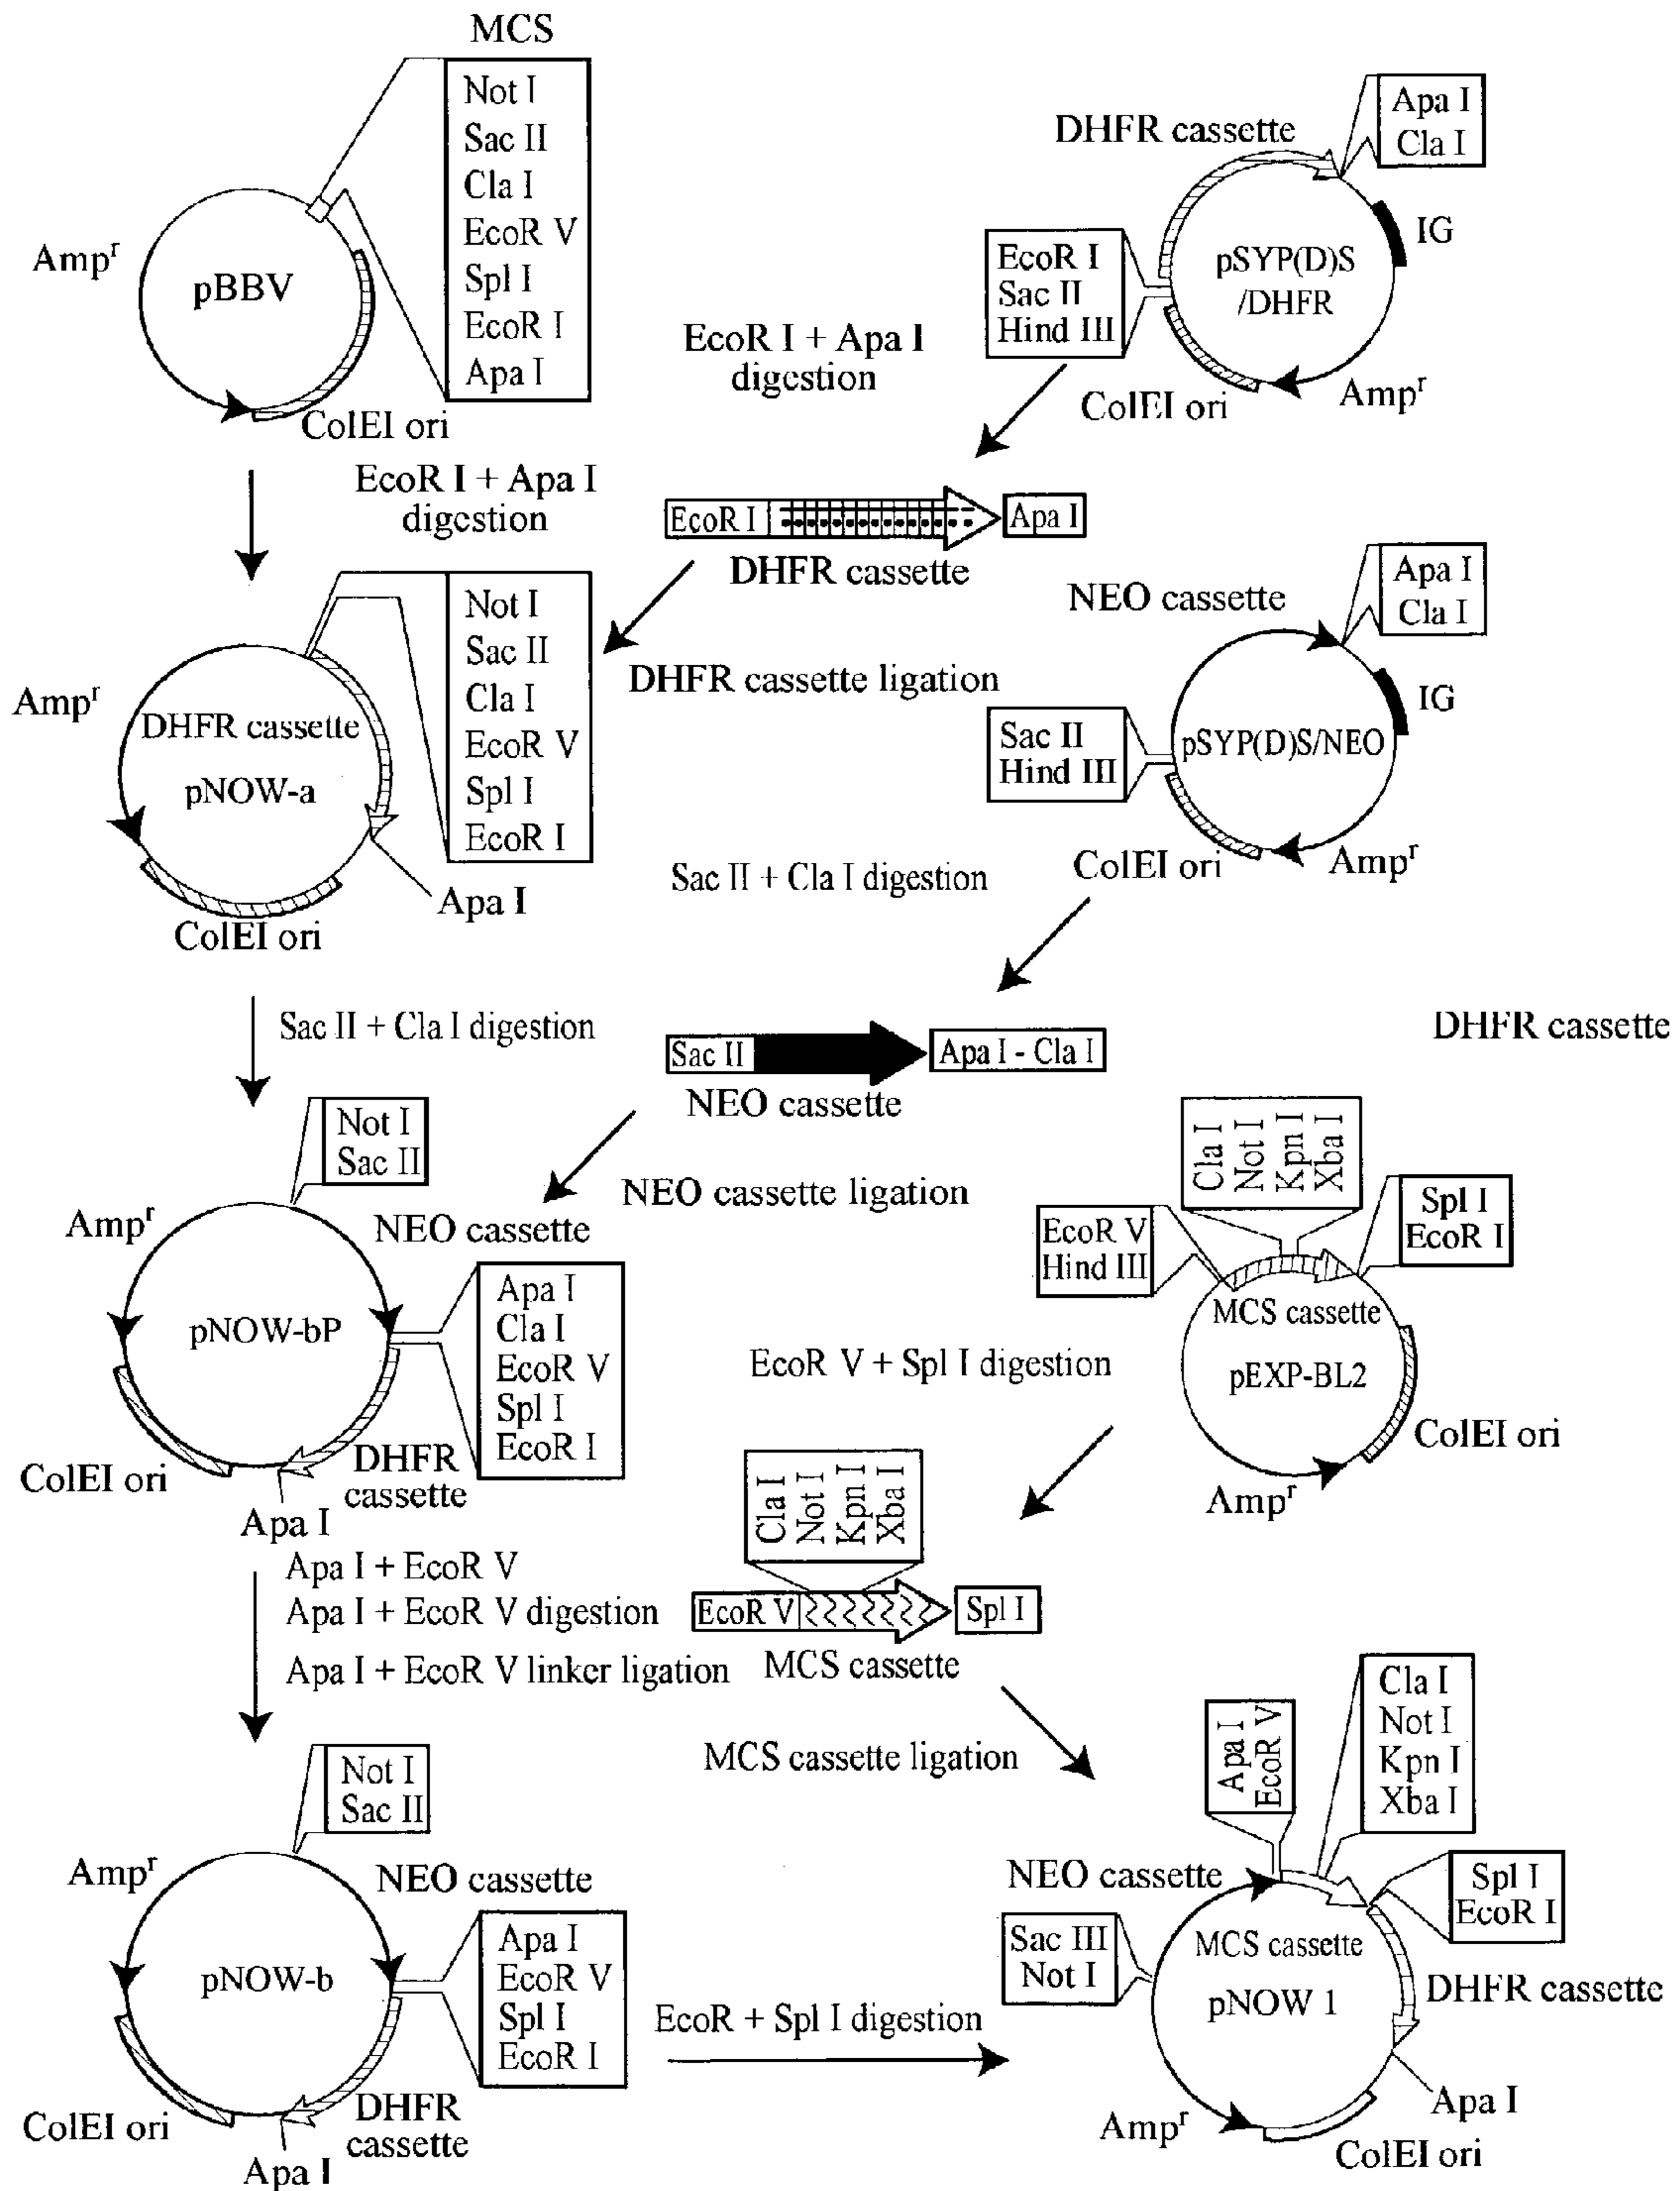 MCS
Not I
Sac II
Cla I
EcoR V
Spl I
EcoR I
Apa I
Ampr
pBBV
ColEI ori
DHFR cassette
Apa I
Cla I
IG
pSYP(D)S
/DHFR
EcoR I
Sac II
Hind III
ColEI ori
Ampr
EcoR I + Apa I
digestion
EcoR I + Apa I
digestion
EcoR I
Apa I
DHFR cassette
DHFR cassette ligation
Not I
Sac II
Cla I
EcoR V
Spl I
EcoR I
Ampr
DHFR cassette
pNOW-a
Apa I
ColEI ori
NEO cassette
Apa I
Cla I
IG
pSYP(D)S/NEO
Sac II
Hind III
ColEI ori
Ampr
Sac II + Cla I digestion
Sac II + Cla I digestion
Sac II
Apa I - Cla I
NEO cassette
DHFR cassette
NEO cassette ligation
Not I
Sac II
Ampr
NEO cassette
pNOW-bP
Apa I
Cla I
EcoR V
Spl I
EcoR I
ColEI ori
DHFR
cassette
Apa I
Cla I
Not I
Kpn I
Xba I
EcoR V
Hind III
Spl I
EcoR I
MCS cassette
pEXP-BL2
ColEI ori
Ampr
EcoR V + Spl I digestion
Apa I + EcoR V
Apa I + EcoR V digestion
Apa I + EcoR V linker ligation
Cla I
Not I
Kpn I
Xba I
EcoR V
Spl I
MCS cassette
MCS cassette ligation
Not I
Sac II
Ampr
NEO cassette
pNOW-b
Apa I
EcoR V
Spl I
EcoR I
ColEI ori
DHFR
cassette
Apa I
EcoR + Spl I digestion
Apa I
EcoR V
Cla I
Not I
Kpn I
Xba I
NEO cassette
Spl I
EcoR I
Sac III
Not I
MCS cassette
pNOW 1
DHFR cassette
Apa I
Ampr
ColEI ori